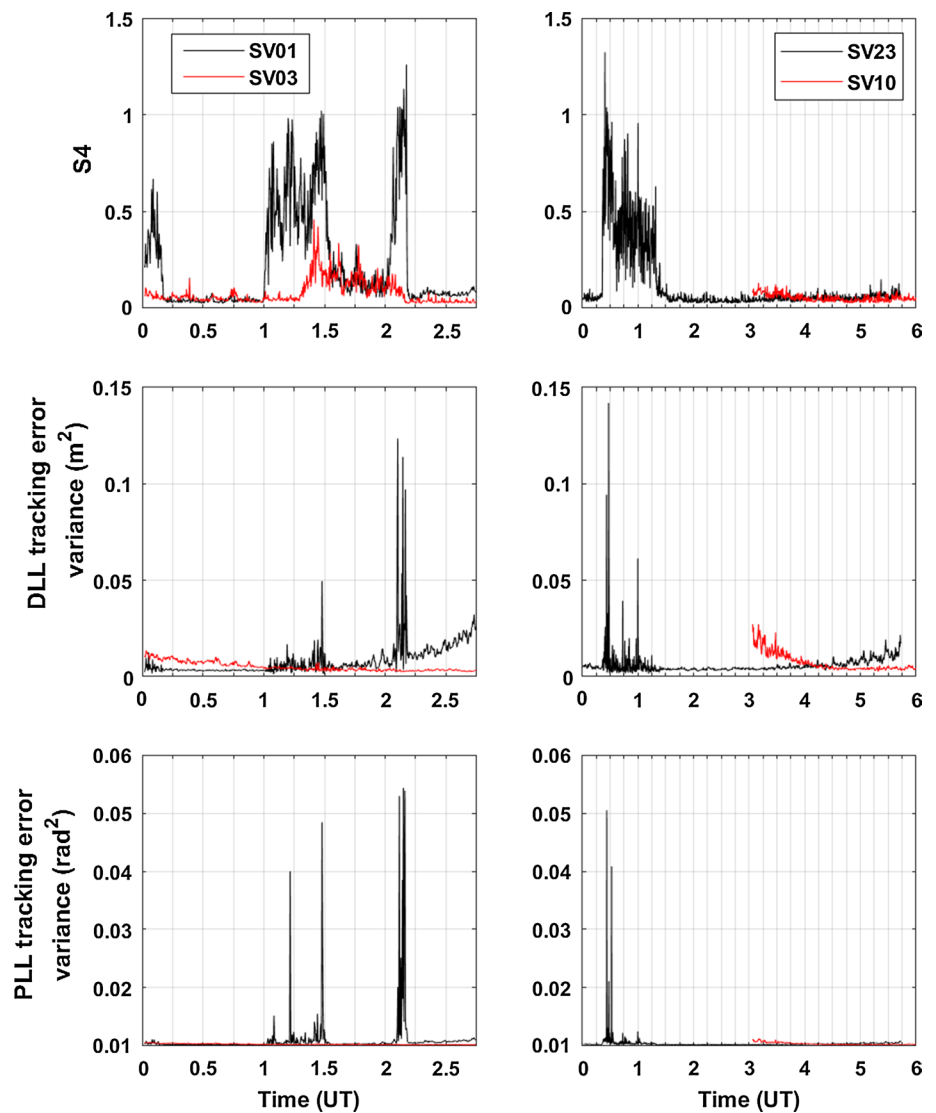 1.5
1
0.5
0
S4
SV01
SV03
0 0.5 1 1.5 2 2.5
1.5
1
0.5
0
SV23
SV10
0 1 2 3 4 5 6
0.15
0.1
0.05
0
DLL tracking error
variance (m²)
0 0.5 1 1.5 2 2.5
0.15
0.1
0.05
0
0 1 2 3 4 5 6
0.06
0.05
0.04
0.03
0.02
0.01
PLL tracking error
variance (rad²)
0 0.5 1 1.5 2 2.5
Time (UT)
0.06
0.05
0.04
0.03
0.02
0.01
0 1 2 3 4 5 6
Time (UT)